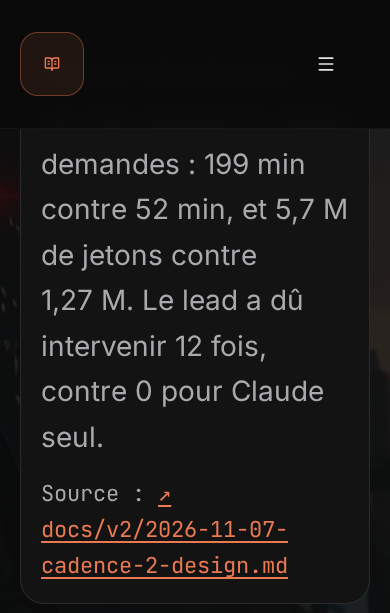 demandes : 199 min
contre 52 min, et 5,7 M
de jetons contre
1,27 M. Le lead a dû
intervenir 12 fois,
contre 0 pour Claude
seul.
Source : ↗
docs/v2/2026-11-07-
cadence-2-design.md